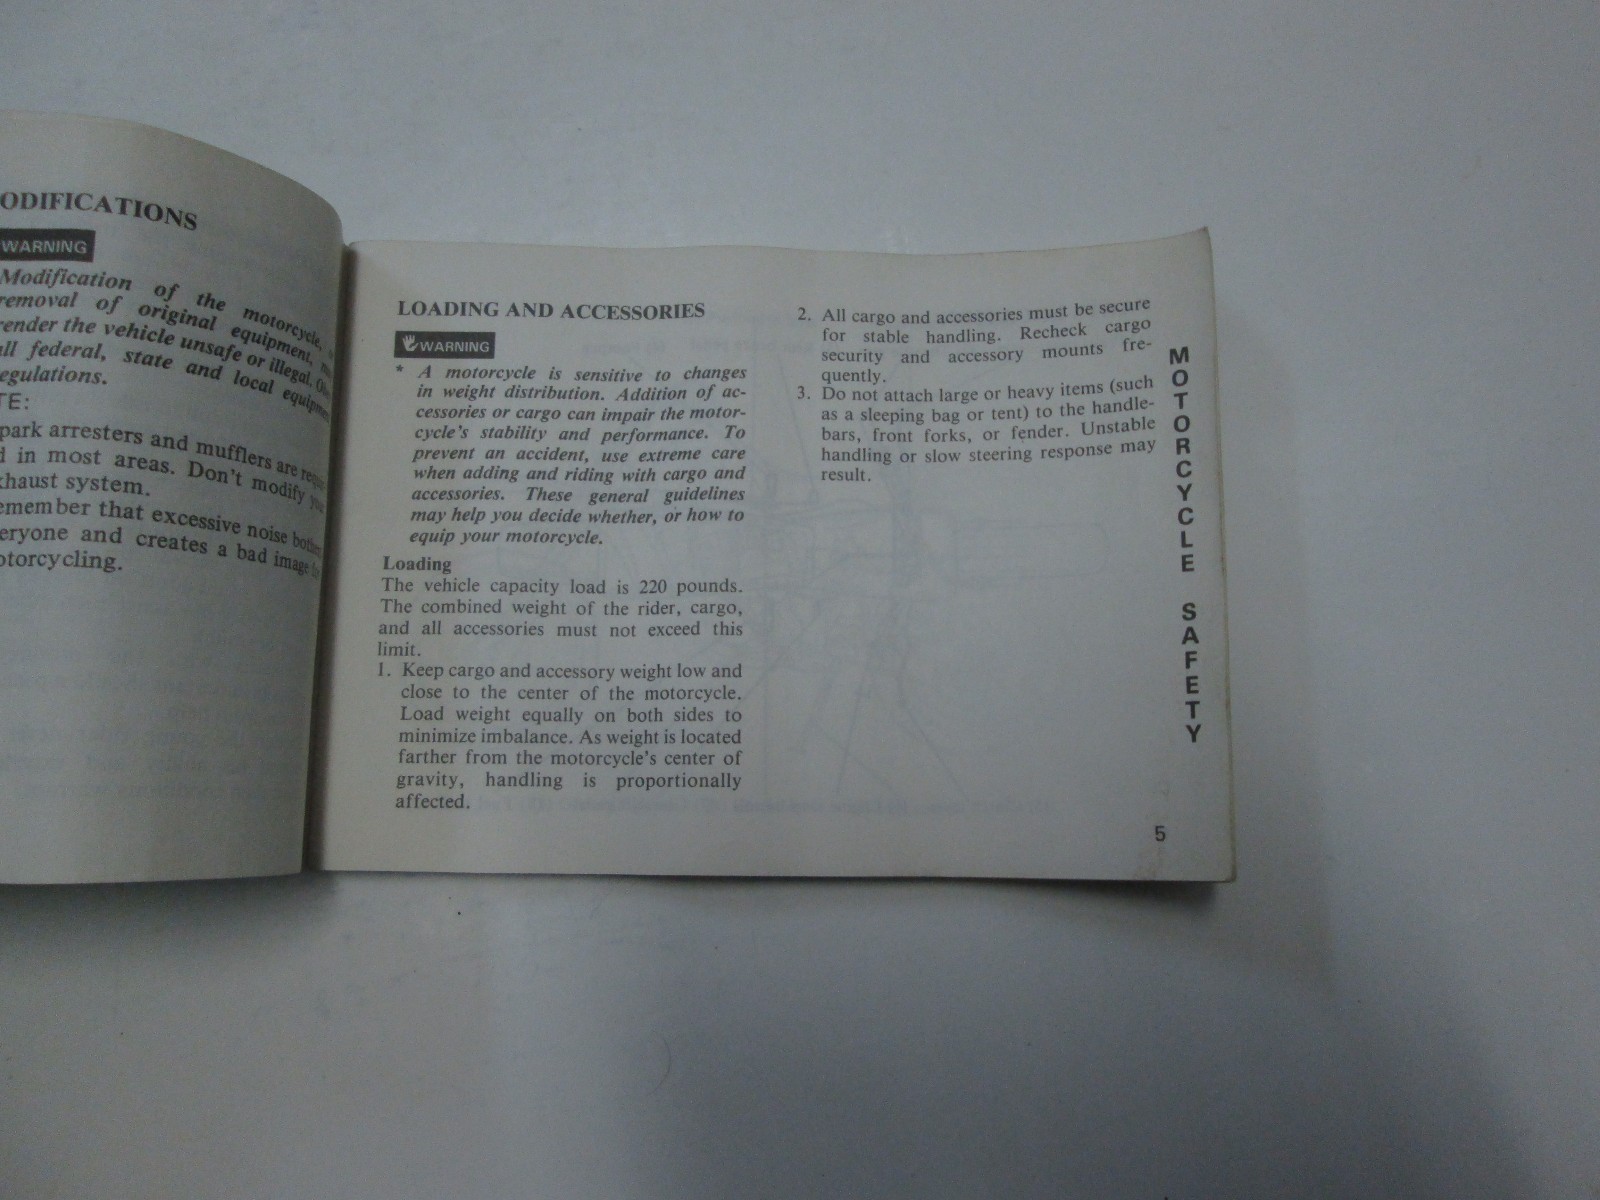 ODIFICATIONS
WARNING
Modification of the motorcycle,
removal of original equipment,
render the vehicle unsafe or illegal.
all federal, state and local
egulations.
TE:
park arresters and mufflers are
d in most areas. Don't modify
xhaust system.
emember that excessive noise
eryone and creates a bad image
otorcycling.
LOADING AND ACCESSORIES
WARNING
* A motorcycle is sensitive to changes
in weight distribution. Addition of ac-
cessories or cargo can impair the motor-
cycle's stability and performance. To
prevent an accident, use extreme care
when adding and riding with cargo and
accessories. These general guidelines
may help you decide whether, or how to
equip your motorcycle.
Loading
The vehicle capacity load is 220 pounds.
The combined weight of the rider, cargo,
and all accessories must not exceed this
limit.
1. Keep cargo and accessory weight low and
close to the center of the motorcycle.
Load weight equally on both sides to
minimize imbalance. As weight is located
farther from the motorcycle's center of
gravity, handling is proportionally
affected.
2. All cargo and accessories must be secure
for stable handling. Recheck cargo
security and accessory mounts fre-
quently.
3. Do not attach large or heavy items (such
as a sleeping bag or tent) to the handle-
bars, front forks, or fender. Unstable
handling or slow steering response may
result.
MOTORCYCLE SAFETY
5